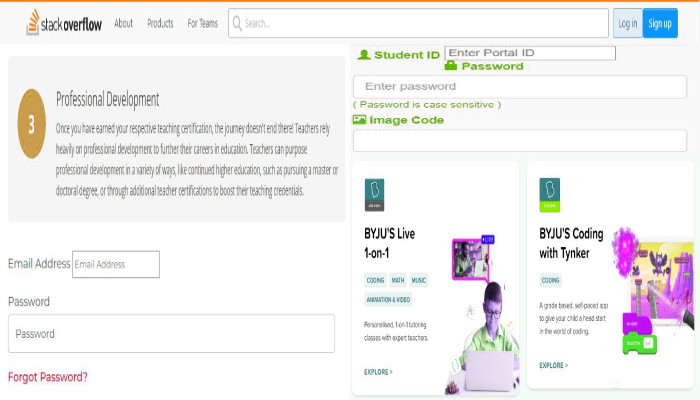 stackoverflow
About
Products
For Teams
Search...
Log in
Sign up
3
Professional Development
Once you have earned your respective teaching certification, the journey doesn't end there! Teachers rely
heavily on professional development to further their careers in education. Teachers can purpose
professional development in a variety of ways, like continued higher education, such as pursuing a master or
doctoral degree, or through additional teacher certifications to boost their teaching credentials.
Email Address
Email Address
Password
Password
Forgot Password?
Student ID
Enter Portal ID
Password
Enter password
( Password is case sensitive )
Image Code
BYJU'S Live
1-on-1
CODING
MATH
MUSIC
ANIMATION & VIDEO
Personalised, 1-on-1 tutoring
classes with expert teachers.
EXPLORE >
BYJU'S Coding
with Tynker
CODING
A grade based, self-paced app
to give your child a head start
in the world of coding.
EXPLORE >